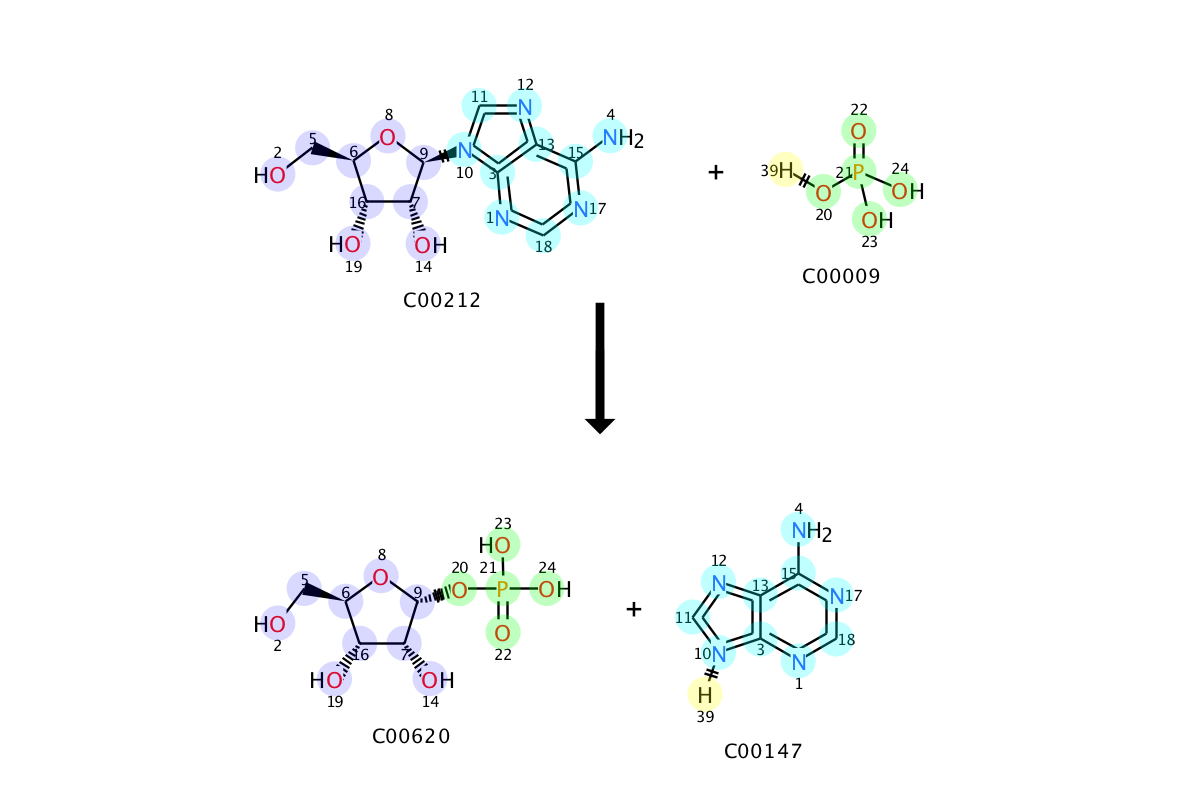 11 12 4
8 N NH2
2 5 O 13 15
HO 6 9 N 3 10
16 7 1 N N 17
HO OH 18
19 14
C00212
+
22
O
39 H 21 P 24
O OH
20 OH
23
C00009
23
HO
8 20 21 24
5 O O P OH
6 9
HO O
2 16 7 22
HO OH
19 14
C00620
+
4
NH2
12 15
N 13 N 17
11
10 N 3 18
N
H 1
39
C00147